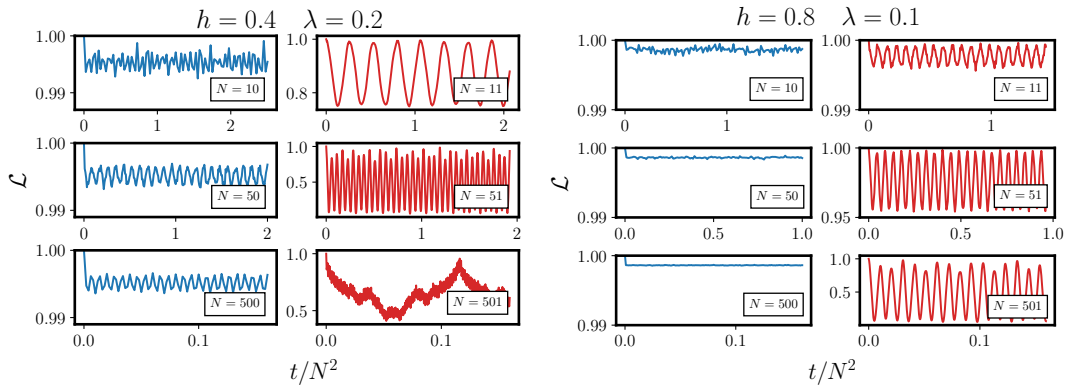 h = 0.4 λ = 0.2
h = 0.8 λ = 0.1
1.00
0.99
0 1 2
N = 10
1.0
0.8
0 1 2
N = 11
1.00
0.99
0 1
N = 10
1.00
0.99
0 1
N = 11
ℒ
1.00
0.99
0 1 2
N = 50
1.0
0.5
0 1 2
N = 51
ℒ
1.00
0.99
0.0 0.5 1.0
N = 50
1.00
0.95
0.0 0.5 1.0
N = 51
1.00
0.99
0.0 0.1
N = 500
1.0
0.5
0.0 0.1
N = 501
1.00
0.99
0.0 0.1
N = 500
1.0
0.5
0.0 0.1
N = 501
t/N²
t/N²